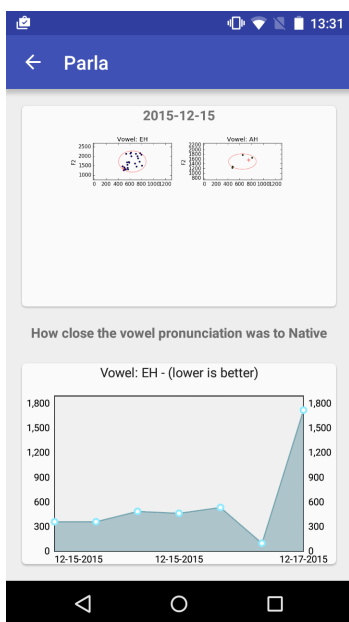 13:31
Parla
2015-12-15
Vowel: EH
Vowel: AH
2500
2000
1500
1000
F2
0 200 400 600 800 1000 1200
2200
2000
1800
1600
1400
1200
1000
800
F2
0 200 400 600 800 1000 1200
How close the vowel pronunciation was to Native
Vowel: EH - (lower is better)
1,800 1,800
1,500 1,500
1,200 1,200
900 900
600 600
300 300
0 0
12-15-2015 12-15-2015 12-17-2015